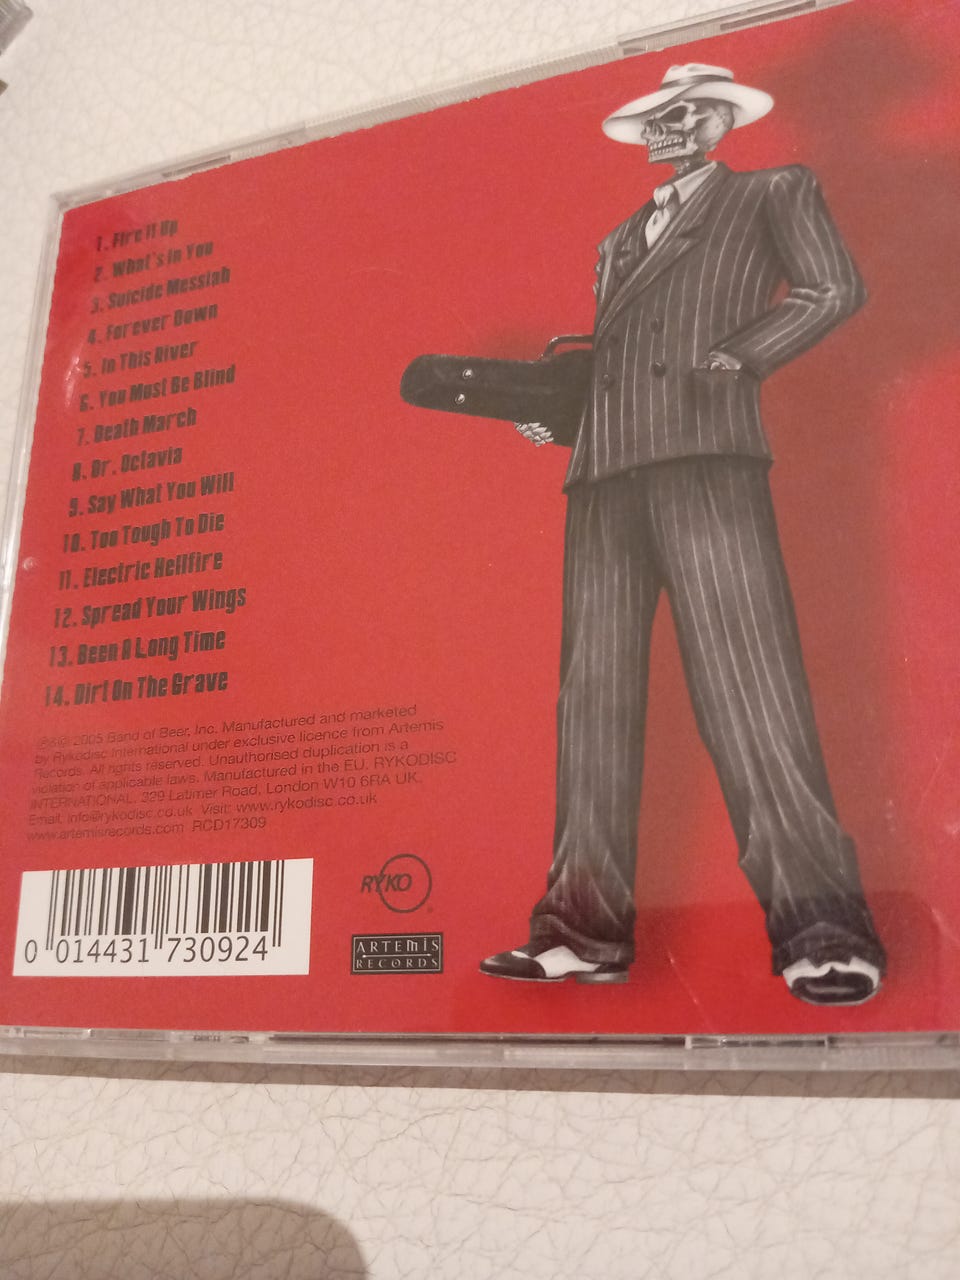 1. Fire It Up
2. What's In You
3. Suicide Messiah
4. Forever Down
5. In This River
6. You Must Be Blind
7. Death March
8. Dr. Octavia
9. Say What You Will
10. Too Tough To Die
11. Electric Hellfire
12. Spread Your Wings
13. Been A Long Time
14. Dirt On The Grave
℗&© 2005 Band of Beer, Inc. Manufactured and marketed
by Rykodisc International under exclusive licence from Artemis
Records. All rights reserved. Unauthorised duplication is a
violation of applicable laws. Manufactured in the EU. RYKODISC
INTERNATIONAL, 329 Latimer Road, London W10 6RA UK.
Email. info@rykodisc.co.uk Visit: www.rykodisc.co.uk
www.artemisrecords.com RCD17309
0 014431 730924
RYKO
ARTEMIS
RECORDS